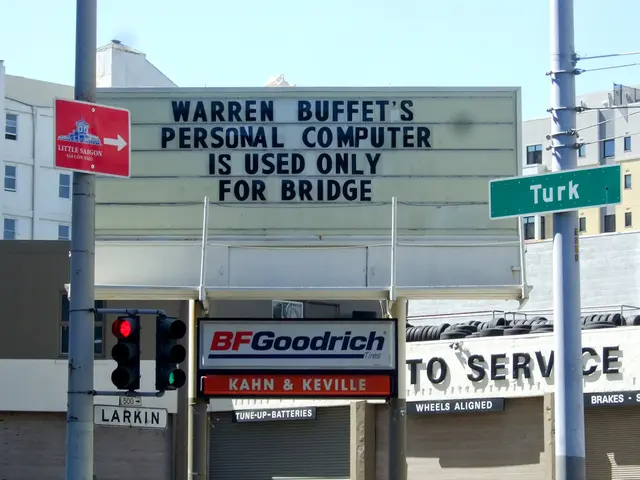 WARREN BUFFET'S
PERSONAL COMPUTER
IS USED ONLY
FOR BRIDGE
LITTLE SAIGON
Turk
BFGoodrich
Tires
KAHN & KEVILLE
TO SERVICE
TUNE-UP-BATTERIES
WHEELS ALIGNED
BRAKES - S
500
LARKIN